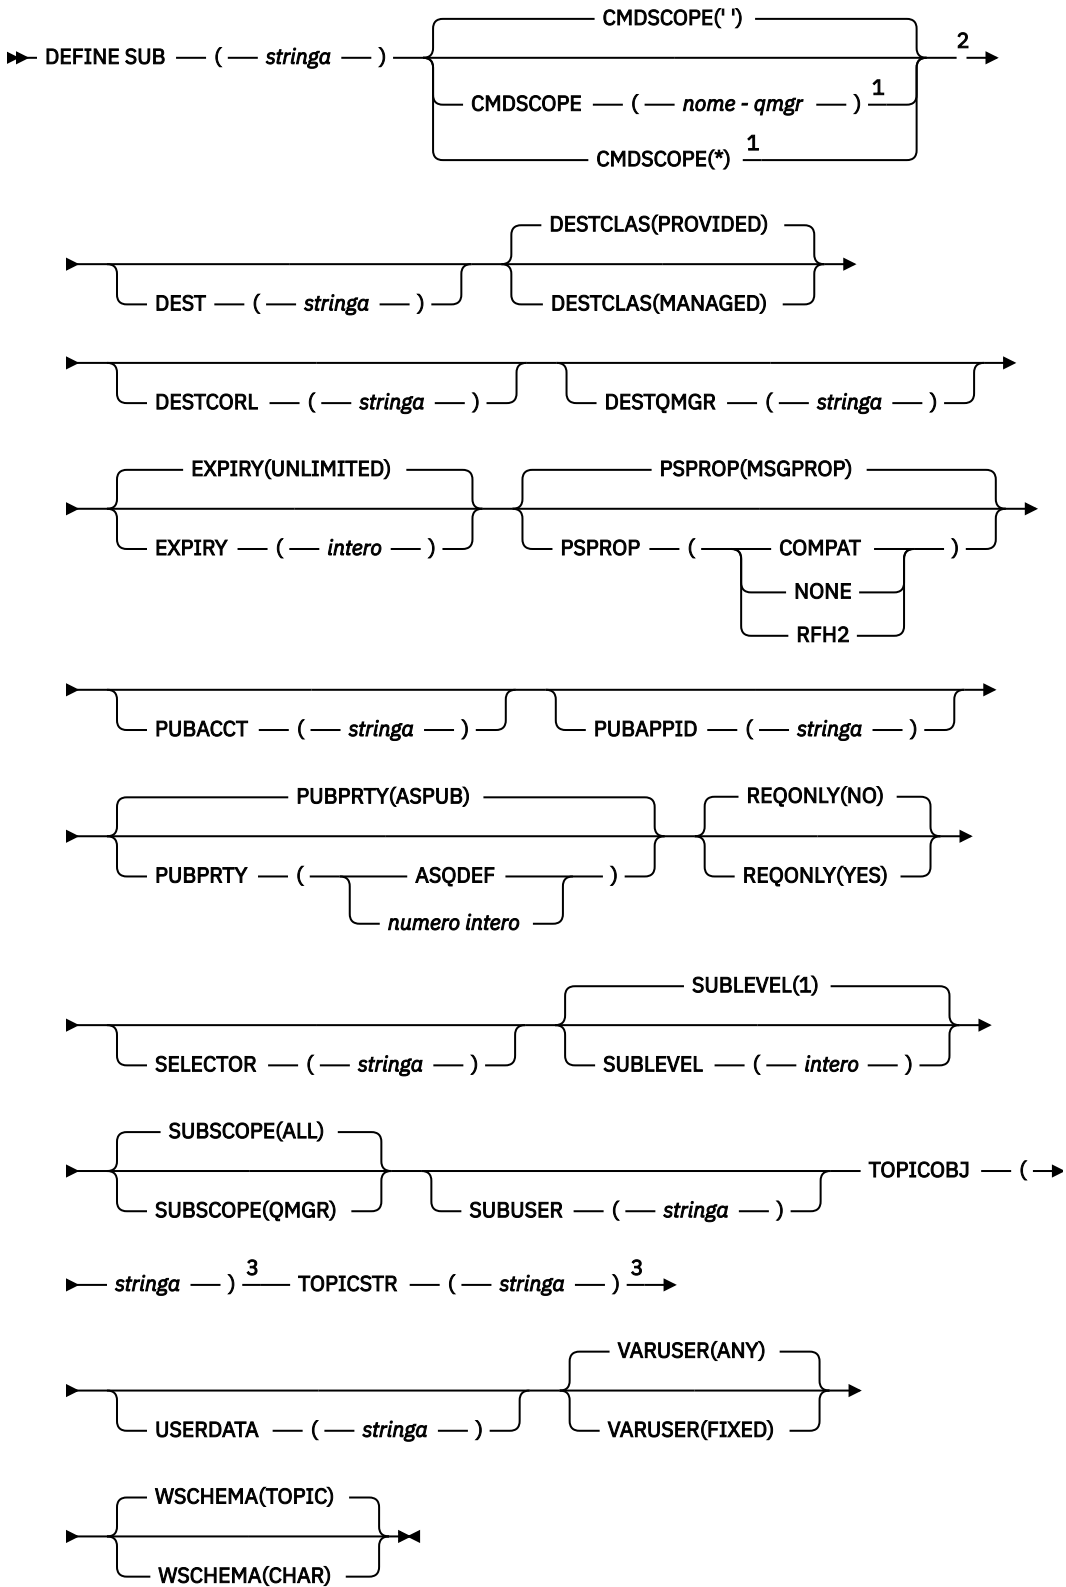 CMDSCOPE(' ')
DEFINE SUB ( stringa ) 2
CMDSCOPE ( nome - qmgr ) 1
CMDSCOPE(*) 1
DESTCLAS(PROVIDED)
DEST ( stringa ) DESTCLAS(MANAGED)
DESTCORL ( stringa ) DESTQMGR ( stringa )
EXPIRY(UNLIMITED) PSPROP(MSGPROP)
EXPIRY ( intero ) PSPROP ( COMPAT )
NONE
RFH2
PUBACCT ( stringa ) PUBAPPID ( stringa )
PUBPRTY(ASPUB) REQONLY(NO)
PUBPRTY ( ASQDEF ) REQONLY(YES)
numero intero
SUBLEVEL(1)
SELECTOR ( stringa ) SUBLEVEL ( intero )
SUBSCOPE(ALL)
TOPICOBJ (
SUBSCOPE(QMGR) SUBUSER ( stringa )
stringa ) 3 TOPICSTR ( stringa ) 3
VARUSER(ANY)
USERDATA ( stringa ) VARUSER(FIXED)
WSCHEMA(TOPIC)
WSCHEMA(CHAR)